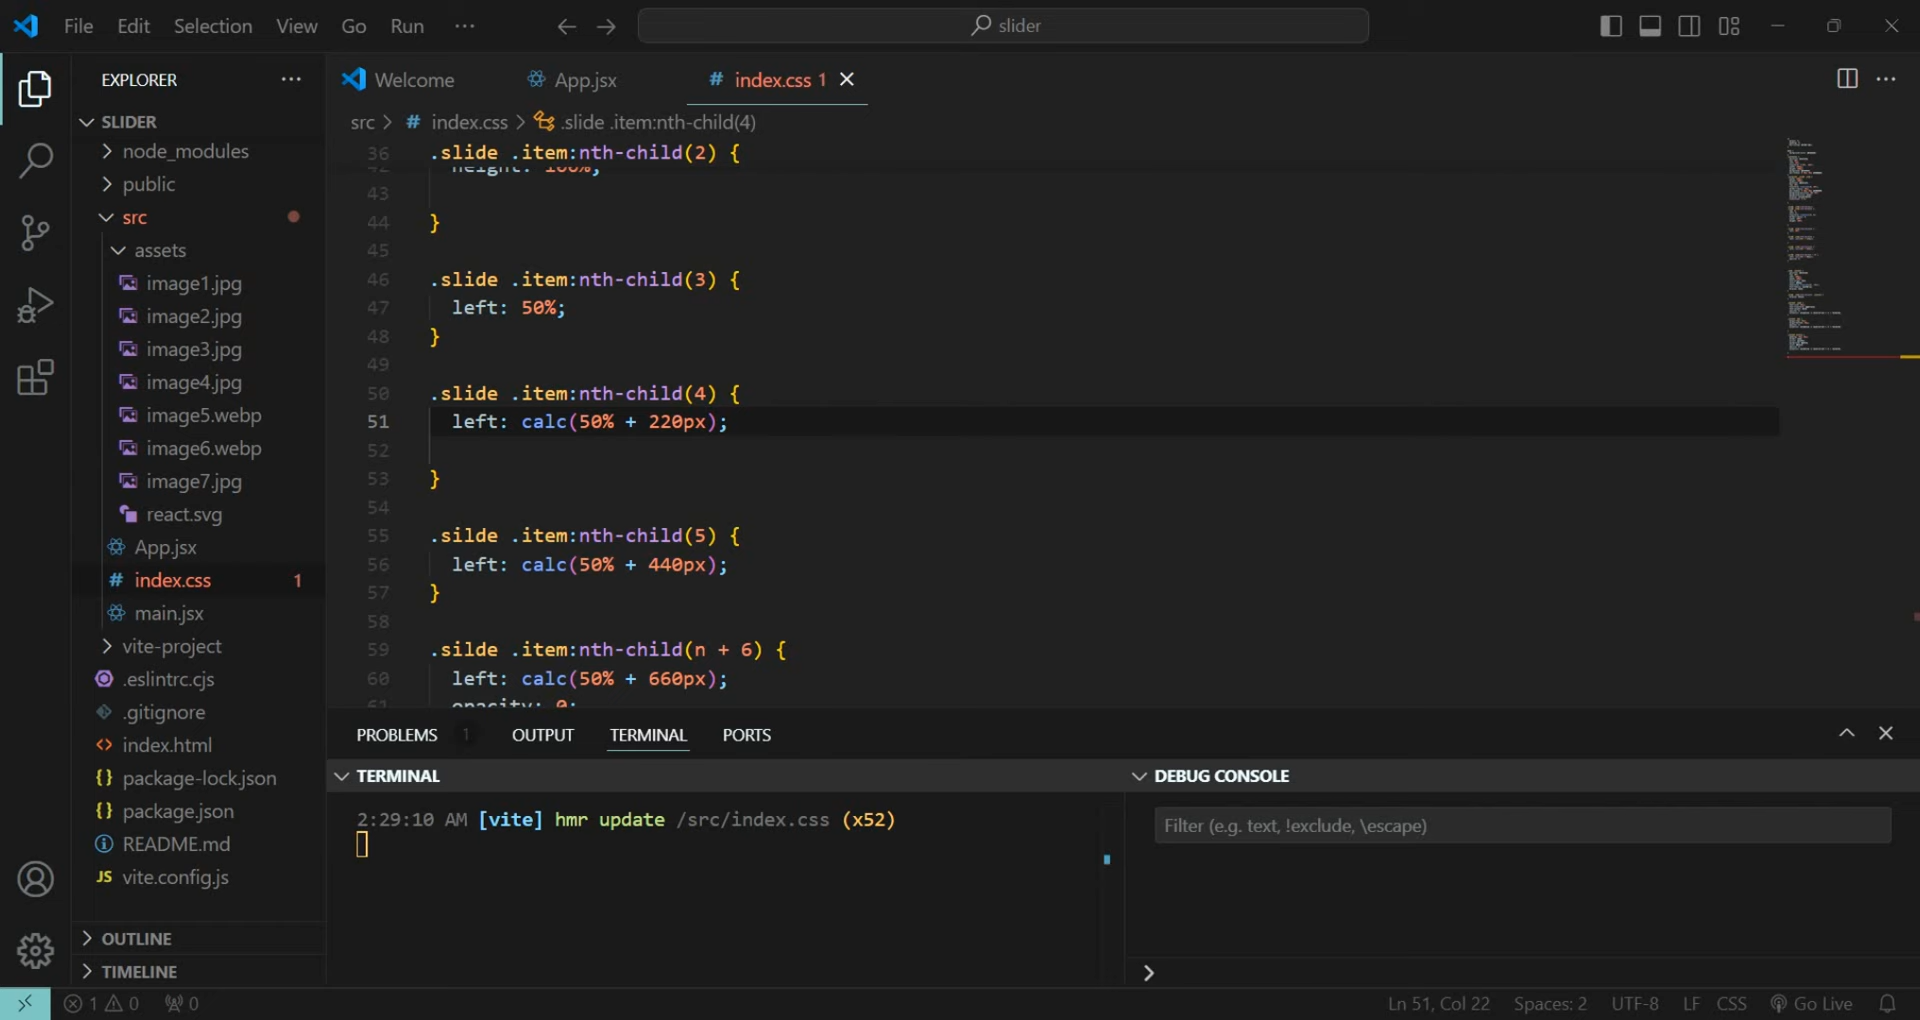 File Edit Selection View Go Run ··· ← → slider
EXPLORER ···
SLIDER
node_modules
public
src
assets
image1.jpg
image2.jpg
image3.jpg
image4.jpg
image5.webp
image6.webp
image7.jpg
react.svg
App.jsx
index.css 1
main.jsx
vite-project
.eslintrc.cjs
.gitignore
index.html
package-lock.json
package.json
README.md
vite.config.js
OUTLINE
TIMELINE
Welcome App.jsx # index.css 1
src > # index.css > .slide .item:nth-child(4)
36 .slide .item:nth-child(2) {
42 height: 100%;
43
44 }
45
46 .slide .item:nth-child(3) {
47 left: 50%;
48 }
49
50 .slide .item:nth-child(4) {
51 left: calc(50% + 220px);
52
53 }
54
55 .silde .item:nth-child(5) {
56 left: calc(50% + 440px);
57 }
58
59 .silde .item:nth-child(n + 6) {
60 left: calc(50% + 660px);
61 opacity: 0;
PROBLEMS 1 OUTPUT TERMINAL PORTS
TERMINAL
2:29:10 AM [vite] hmr update /src/index.css (x52)
DEBUG CONSOLE
Filter (e.g. text, !exclude, \escape)
1 0 0 Ln 51, Col 22 Spaces: 2 UTF-8 LF CSS Go Live